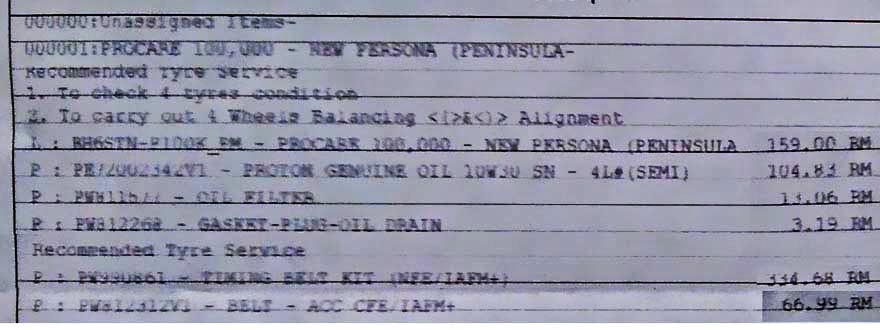 000000:Unassigned Items-
000001:PROCARE 100,000 - NEW PERSONA (PENINSULA-
Recommended Tyre Service
1. To check 4 tyres condition
2. To carry out 4 Wheels Balancing <(>&<)> Alignment
L : BH6STN-P100K_PM - PROCARE 100,000 - NEW PERSONA (PENINSULA 159.00 RM
P : PE72002342V1 - PROTON GENUINE OIL 10W30 SN - 4L#(SEMI) 104.83 RM
P : PW811577 - OIL FILTER 13.06 RM
P : PW812268 - GASKET-PLUG-OIL DRAIN 3.19 RM
Recommended Tyre Service
P : PW990861 - TIMING BELT KIT (NFE/IAFM+) 334.68 RM
P : PW812312V1 - BELT - ACC CFE/IAFM+ 66.99 RM